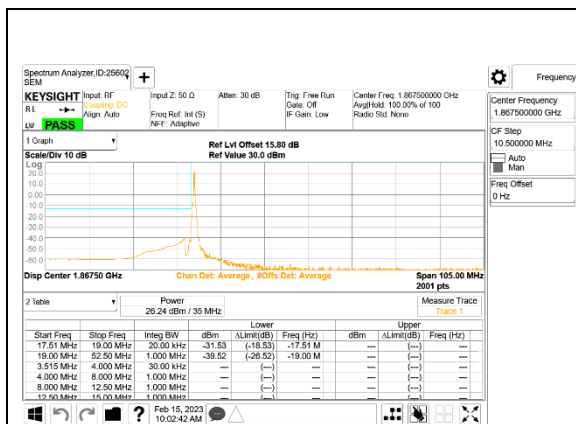 Spectrum Analyzer,ID:25602
SEM
+
Frequency
KEYSIGHT
Input: RF
Input Z: 50 Ω
Atten: 30 dB
Trig: Free Run
Center Freq: 1.867500000 GHz
RL
Coupling: DC
Gate: Off
Avg|Hold: 100.00% of 100
Align: Auto
Freq Ref: Int (S)
IF Gain: Low
Radio Std: None
PASS
NFE: Adaptive
Center Frequency
1.867500000 GHz
CF Step
10.500000 MHz
Auto
Man
Freq Offset
0 Hz
1 Graph
Ref Lvl Offset 15.80 dB
Scale/Div 10 dB
Ref Value 30.0 dBm
Log
20.0
10.0
0.00
-10.0
-20.0
-30.0
-40.0
-50.0
-60.0
Disp Center 1.86750 GHz
Chan Det: Average , #Offs Det: Average
Span 105.00 MHz
2001 pts
2 Table
Power
26.24 dBm / 35 MHz
Measure Trace
Trace 1
Lower
Upper
Start Freq Stop Freq Integ BW dBm ΔLimit(dB) Freq (Hz) dBm ΔLimit(dB) Freq (Hz)
17.51 MHz 19.00 MHz 20.00 kHz -31.53 (-18.53) -17.51 M --- (---) ---
19.00 MHz 52.50 MHz 1.000 MHz -39.52 (-26.52) -19.00 M --- (---) ---
3.515 MHz 4.000 MHz 30.00 kHz --- (---) --- --- (---) ---
4.000 MHz 8.000 MHz 1.000 MHz --- (---) --- --- (---) ---
8.000 MHz 12.50 MHz 1.000 MHz --- (---) --- --- (---) ---
12.50 MHz 15.00 MHz 1.000 MHz --- (---) --- --- (---) ---
?
Feb 15, 2023
10:02:42 AM